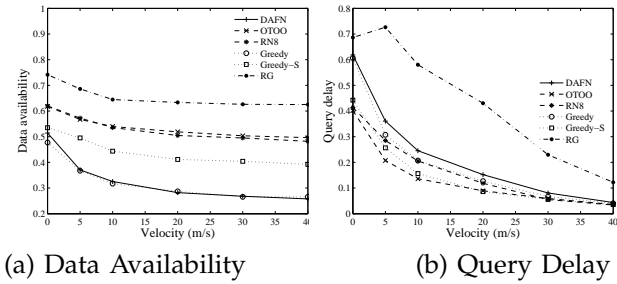 1
0.9
0.8
0.7
0.6
0.5
0.4
0.3
0.2
0 5 10 20 30 40
Data availability
Velocity (m/s)
DAFN
OTOO
RN8
Greedy
Greedy−S
RG
(a) Data Availability
0.8
0.7
0.6
0.5
0.4
0.3
0.2
0.1
0
0 5 10 20 30 40
Query delay
Velocity (m/s)
DAFN
OTOO
RN8
Greedy
Greedy−S
RG
(b) Query Delay